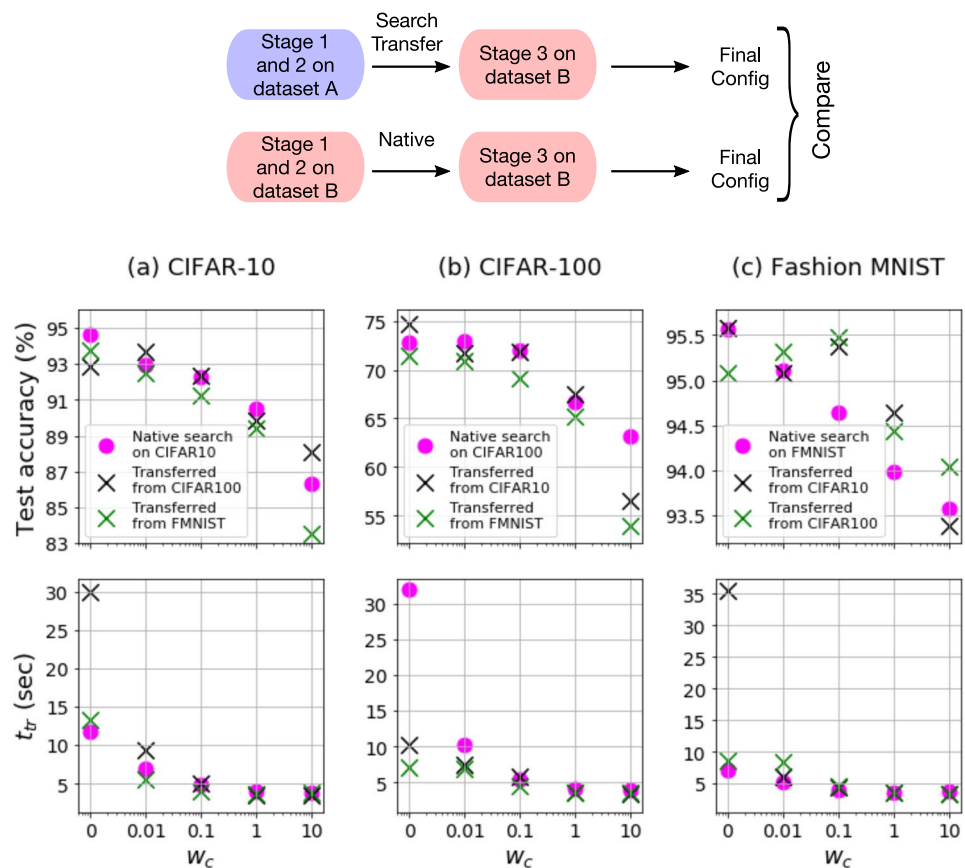 Stage 1
and 2 on
dataset A
Search
Transfer
Stage 3 on
dataset B
Final
Config
Stage 1
and 2 on
dataset B
Native
Stage 3 on
dataset B
Final
Config
Compare
(a) CIFAR-10
(b) CIFAR-100
(c) Fashion MNIST
Test accuracy (%)
95
93
91
89
87
85
83
Native search
on CIFAR10
Transferred
from CIFAR100
Transferred
from FMNIST
75
70
65
60
55
Native search
on CIFAR100
Transferred
from CIFAR10
Transferred
from FMNIST
95.5
95.0
94.5
94.0
93.5
Native search
on FMNIST
Transferred
from CIFAR10
Transferred
from CIFAR100
t_tr (sec)
30
25
20
15
10
5
0 0.01 0.1 1 10
w_c
30
25
20
15
10
5
0 0.01 0.1 1 10
w_c
35
30
25
20
15
10
5
0 0.01 0.1 1 10
w_c